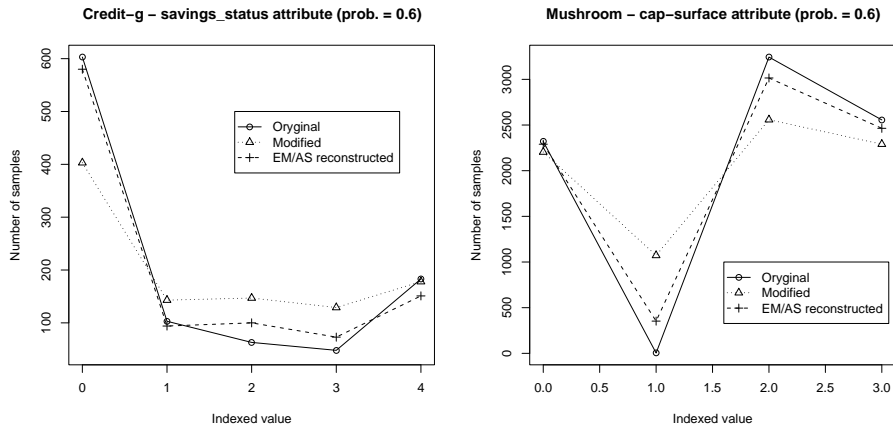 Credit-g - savings_status attribute (prob. = 0.6)
Number of samples
600
500
400
300
200
100
Oryginal
Modified
EM/AS reconstructed
0 1 2 3 4
Indexed value
Mushroom - cap-surface attribute (prob. = 0.6)
Number of samples
3000
2500
2000
1500
1000
500
0
Oryginal
Modified
EM/AS reconstructed
0.0 0.5 1.0 1.5 2.0 2.5 3.0
Indexed value